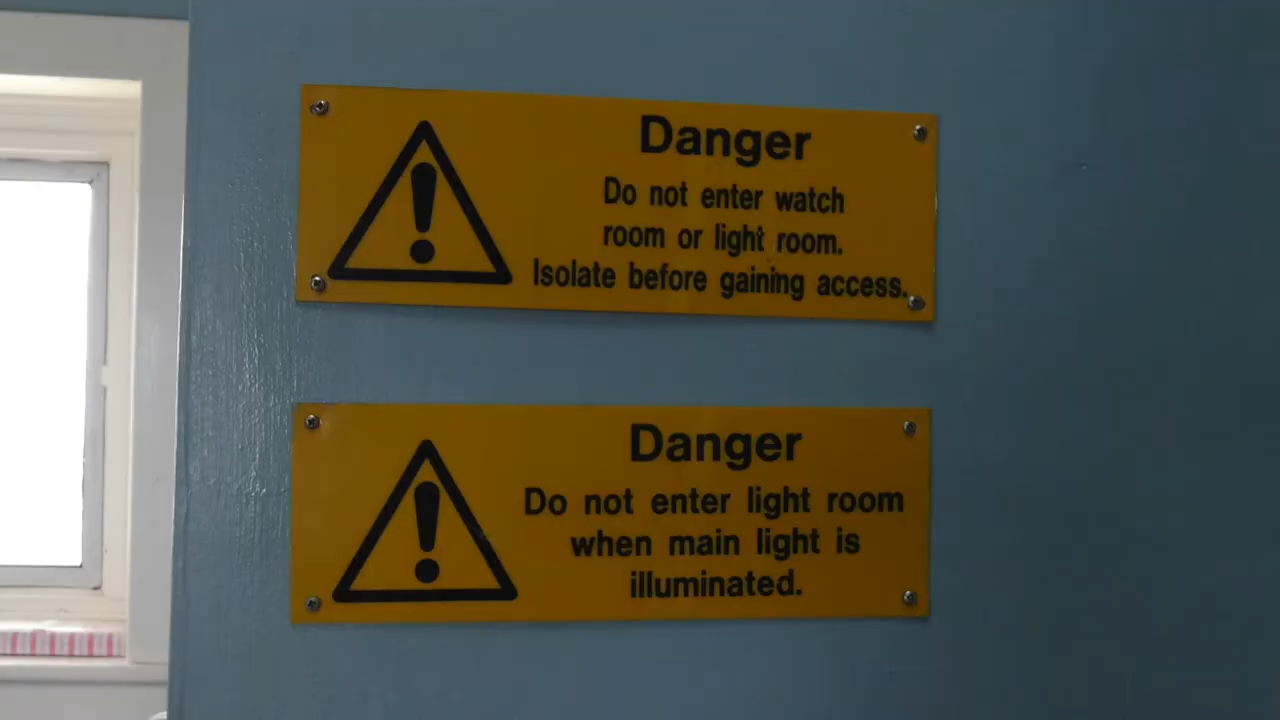 Danger
Do not enter watch
room or light room.
Isolate before gaining access.
Danger
Do not enter light room
when main light is
illuminated.